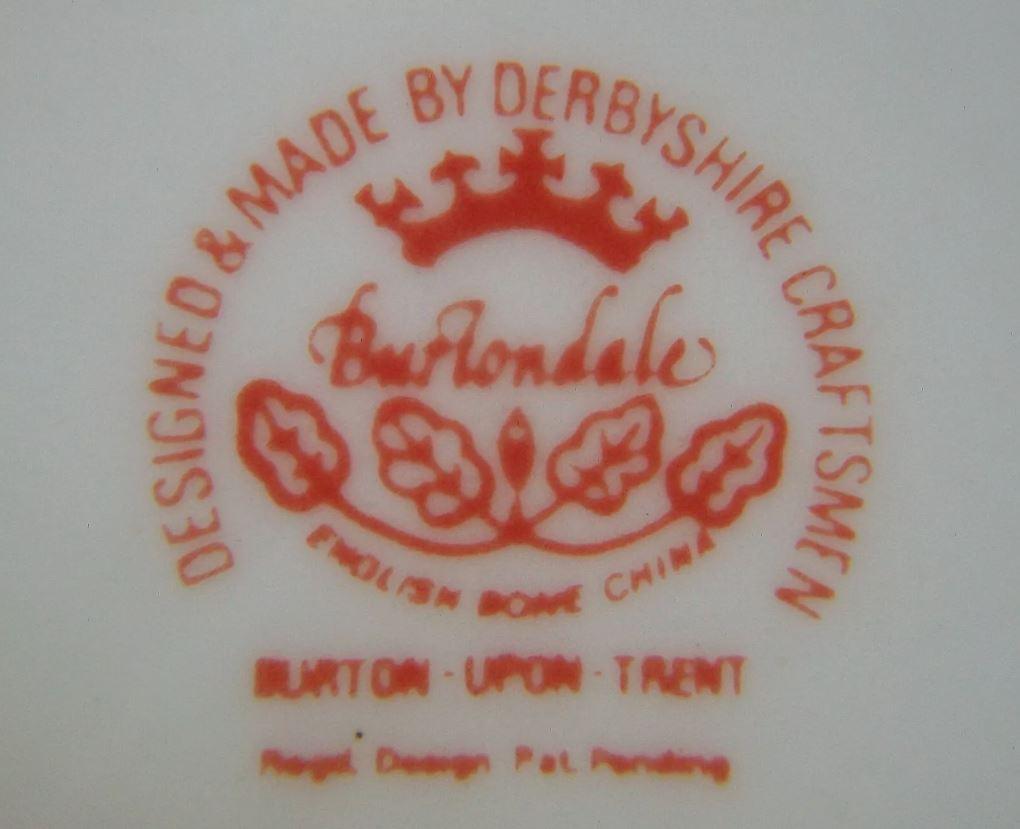 DESIGNED & MADE BY DERBYSHIRE CRAFTSMEN
Burtondale
ENGLISH BONE CHINA
BURTON - UPON - TRENT
Regd. Design Pat. Pending